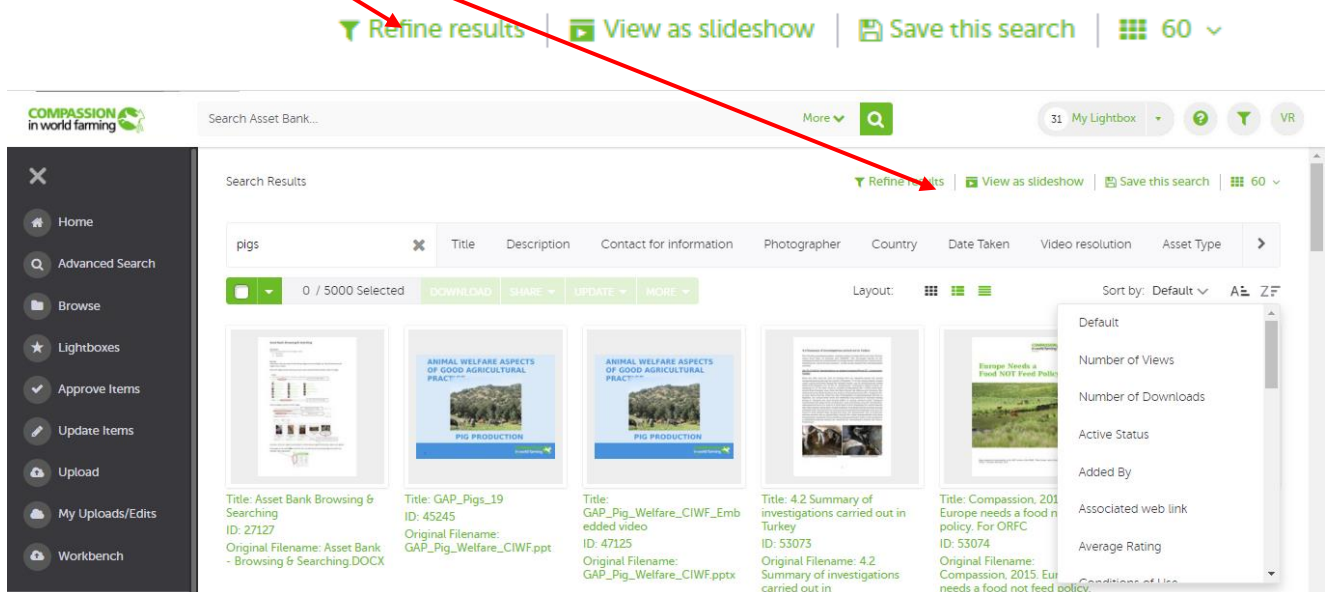 Refine results | View as slideshow | Save this search | 60
COMPASSION
in world farming
Search Asset Bank...
More
31 My Lightbox
VR
Search Results
Refine results | View as slideshow | Save this search | 60
pigs
Title Description Contact for information Photographer Country Date Taken Video resolution Asset Type
0 / 5000 Selected
DOWNLOAD SHARE UPDATE MORE
Layout:
Sort by: Default
Home
Advanced Search
Browse
Lightboxes
Approve Items
Update Items
Upload
My Uploads/Edits
Workbench
Default
Number of Views
Number of Downloads
Active Status
Added By
Associated web link
Average Rating
Conditions of Use
ANIMAL WELFARE ASPECTS
OF GOOD AGRICULTURAL
PIG PRODUCTION
ANIMAL WELFARE ASPECTS
OF GOOD AGRICULTURAL
PIG PRODUCTION
Europe Needs a
Food NOT Feed Policy
Title: Asset Bank Browsing &
Searching
ID: 27127
Original Filename: Asset Bank
- Browsing & Searching.DOCX
Title: GAP_Pigs_19
ID: 45245
Original Filename:
GAP_Pig_Welfare_CIWF.ppt
Title:
GAP_Pig_Welfare_CIWF_Emb
edded video
ID: 47125
Original Filename:
GAP_Pig_Welfare_CIWF.pptx
Title: 4.2 Summary of
investigations carried out in
Turkey
ID: 53073
Original Filename: 4.2
Summary of investigations
carried out in
Title: Compassion, 201
Europe needs a food n
policy. For ORFC
ID: 53074
Original Filename:
Compassion, 2015. Eur
needs a food not feed policy.